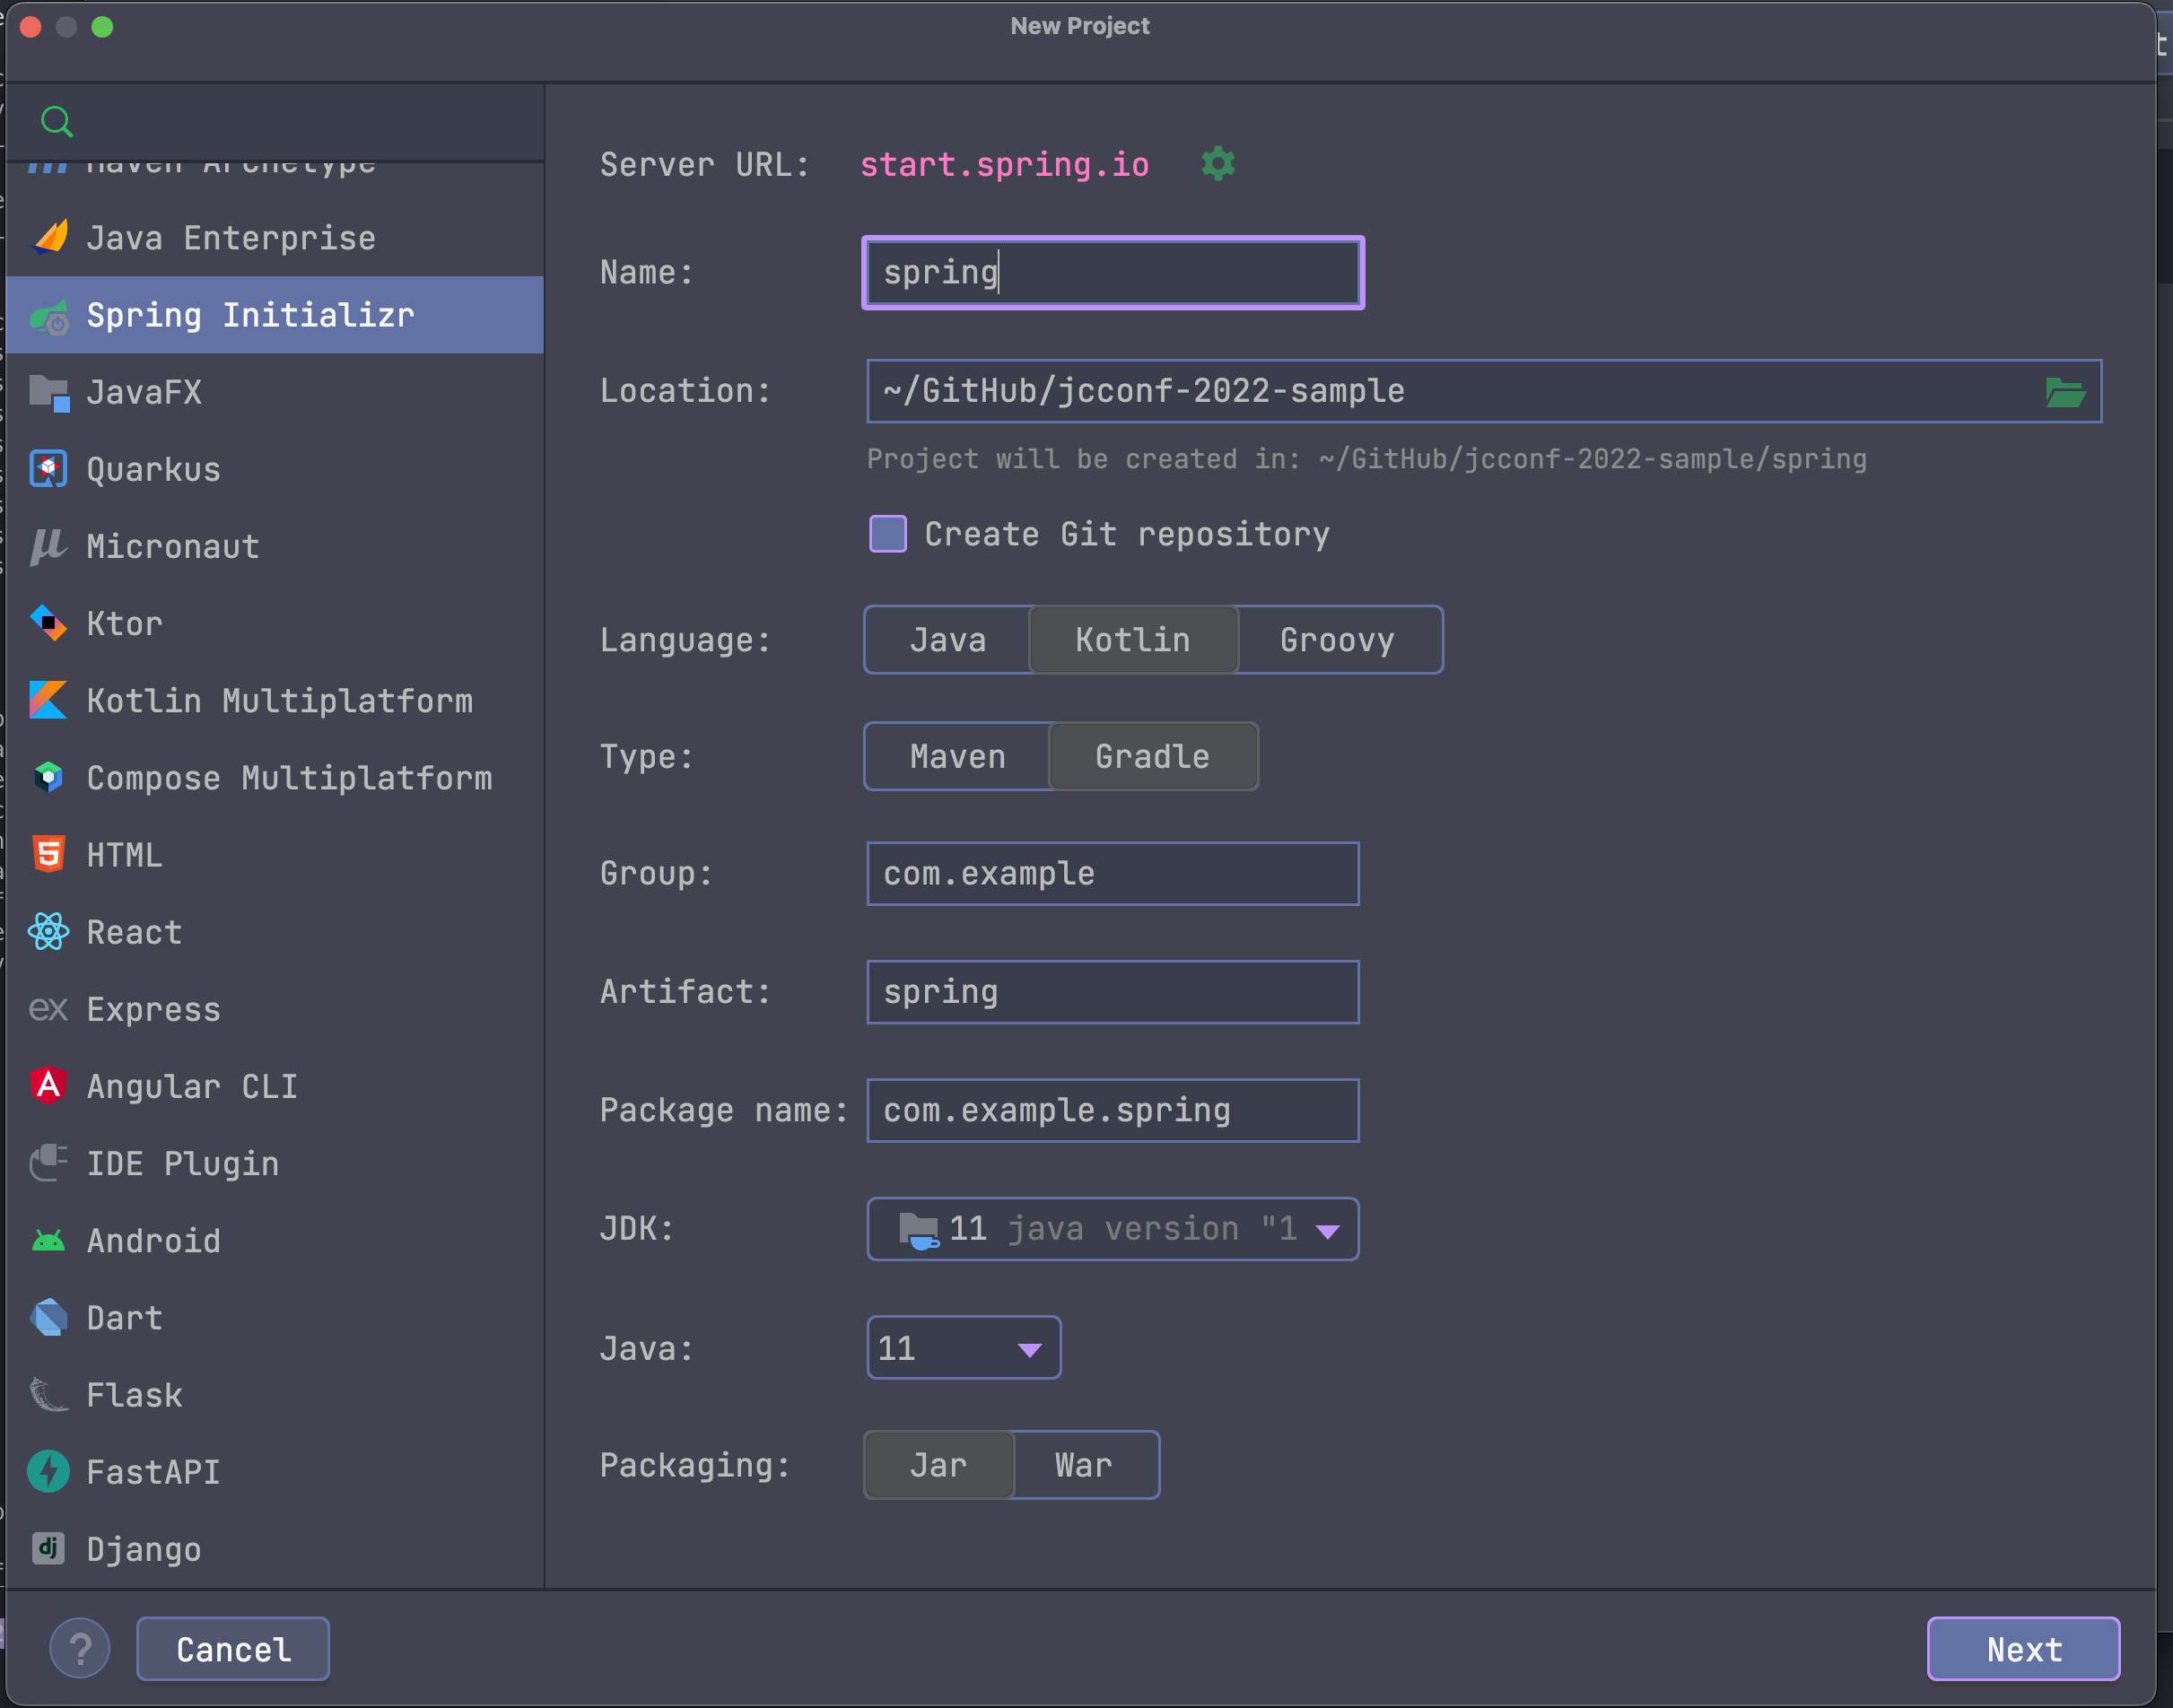 New Project
Maven Archetype
Java Enterprise
Spring Initializr
JavaFX
Quarkus
Micronaut
Ktor
Kotlin Multiplatform
Compose Multiplatform
HTML
React
ex Express
Angular CLI
IDE Plugin
Android
Dart
Flask
FastAPI
dj Django
Server URL: start.spring.io
Name: spring
Location: ~/GitHub/jcconf-2022-sample
Project will be created in: ~/GitHub/jcconf-2022-sample/spring
Create Git repository
Language: Java Kotlin Groovy
Type: Maven Gradle
Group: com.example
Artifact: spring
Package name: com.example.spring
JDK: 11 java version "1
Java: 11
Packaging: Jar War
? Cancel Next